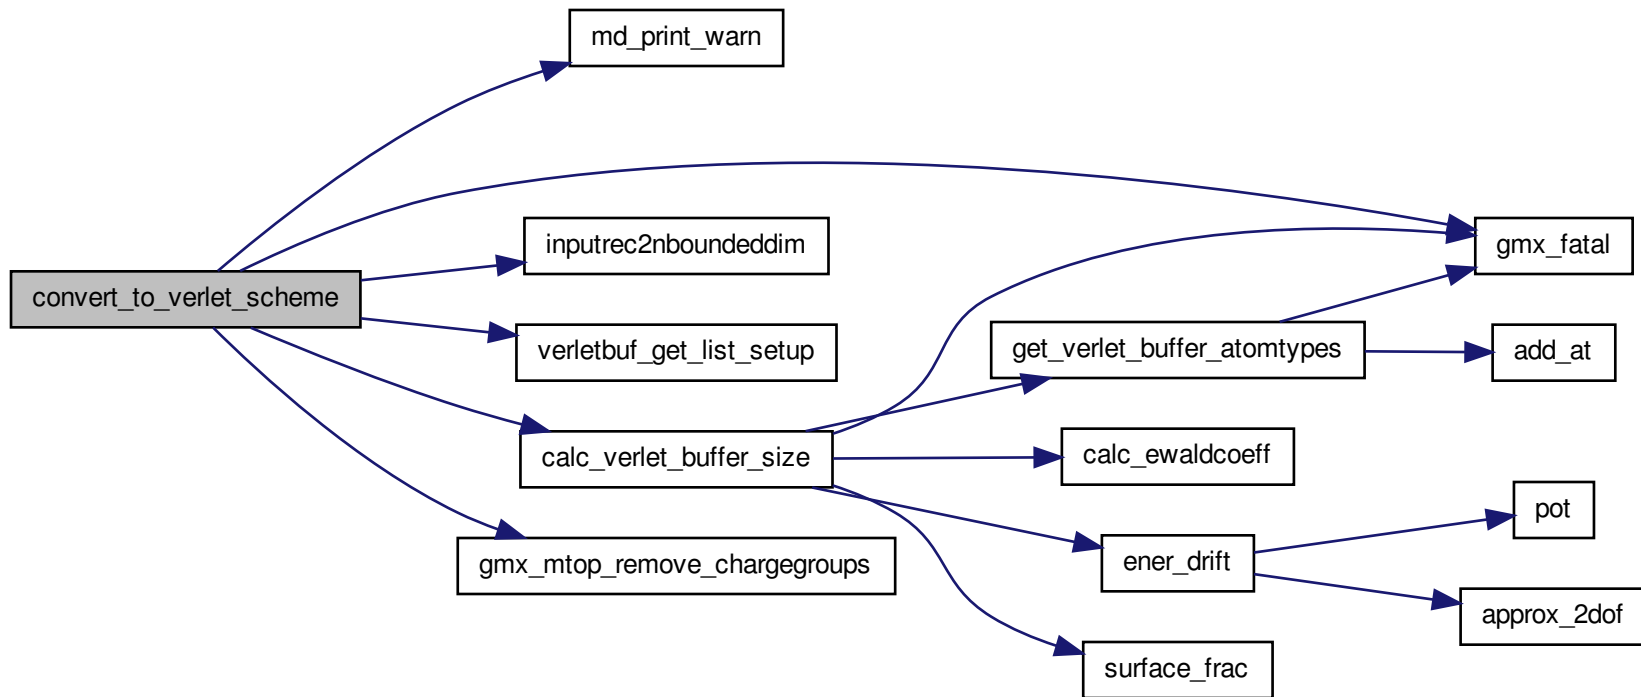 md_print_warn
inputrec2nboundeddim
gmx_fatal
convert_to_verlet_scheme
verletbuf_get_list_setup
get_verlet_buffer_atomtypes
add_at
calc_verlet_buffer_size
calc_ewaldcoeff
pot
gmx_mtop_remove_chargegroups
ener_drift
approx_2dof
surface_frac